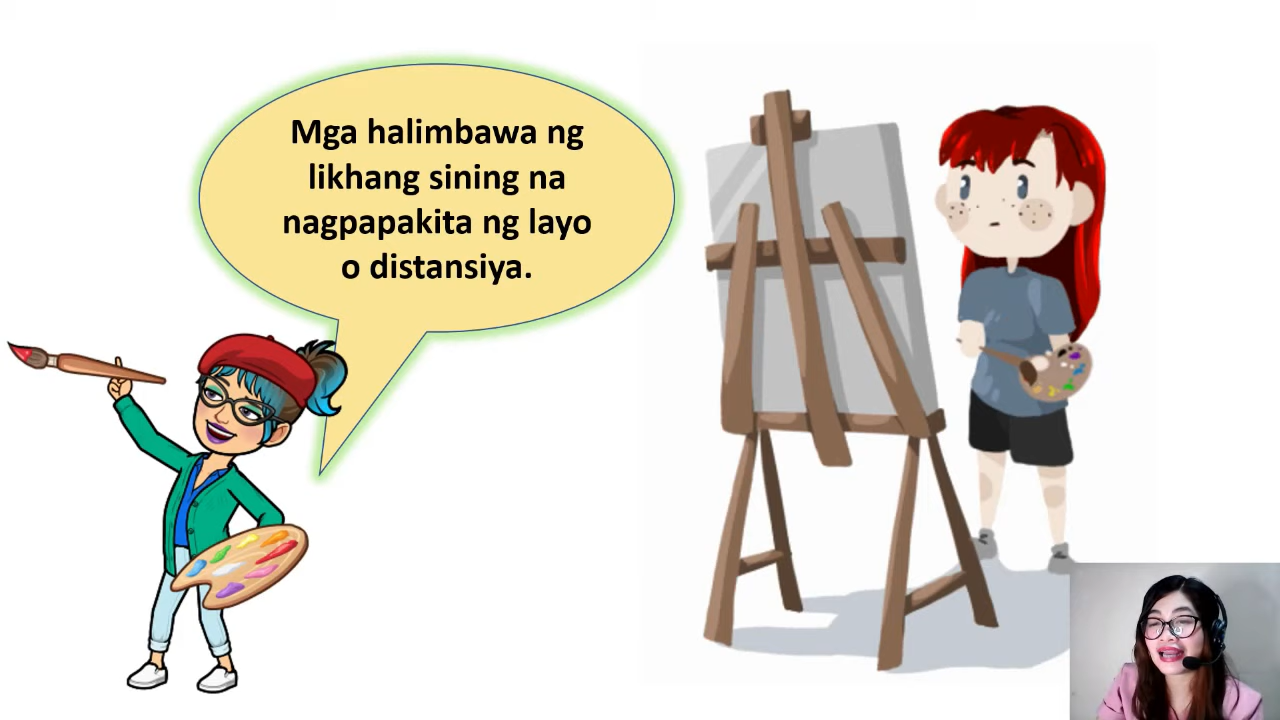 Mga halimbawa ng
likhang sining na
nagpapakita ng layo
o distansiya.